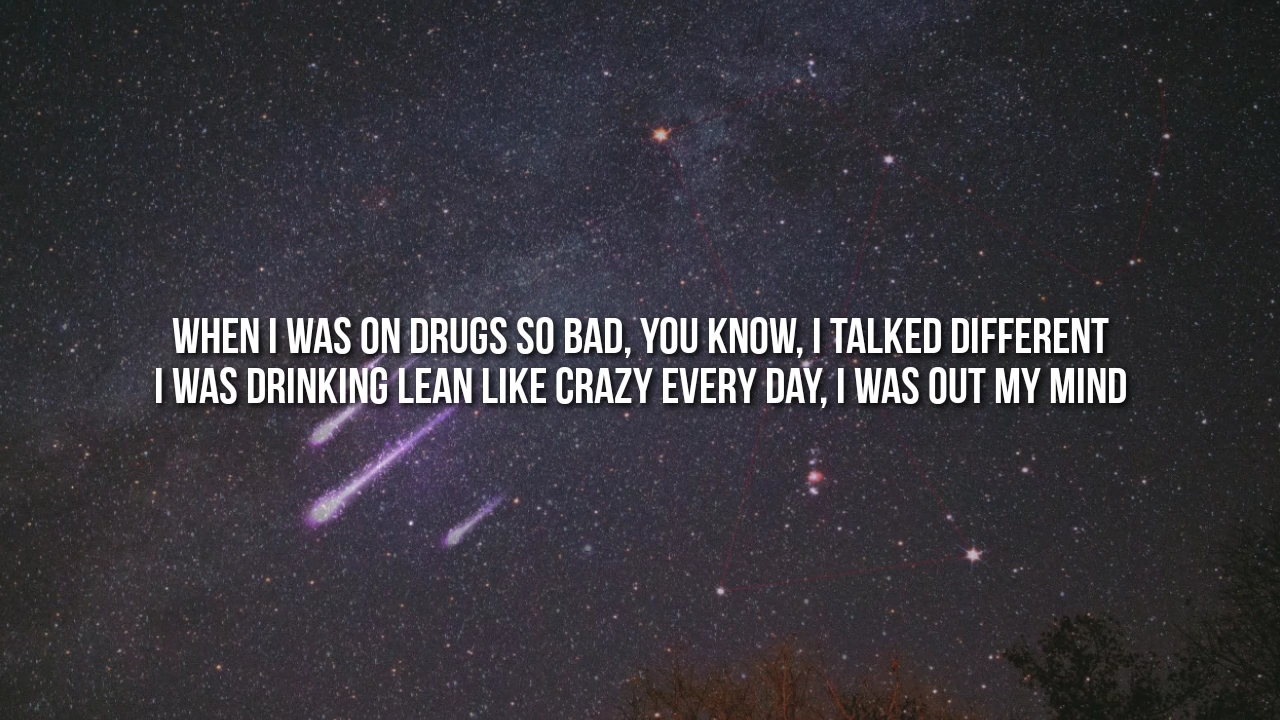 WHEN I WAS ON DRUGS SO BAD, YOU KNOW, I TALKED DIFFERENT
I WAS DRINKING LEAN LIKE CRAZY EVERY DAY, I WAS OUT MY MIND